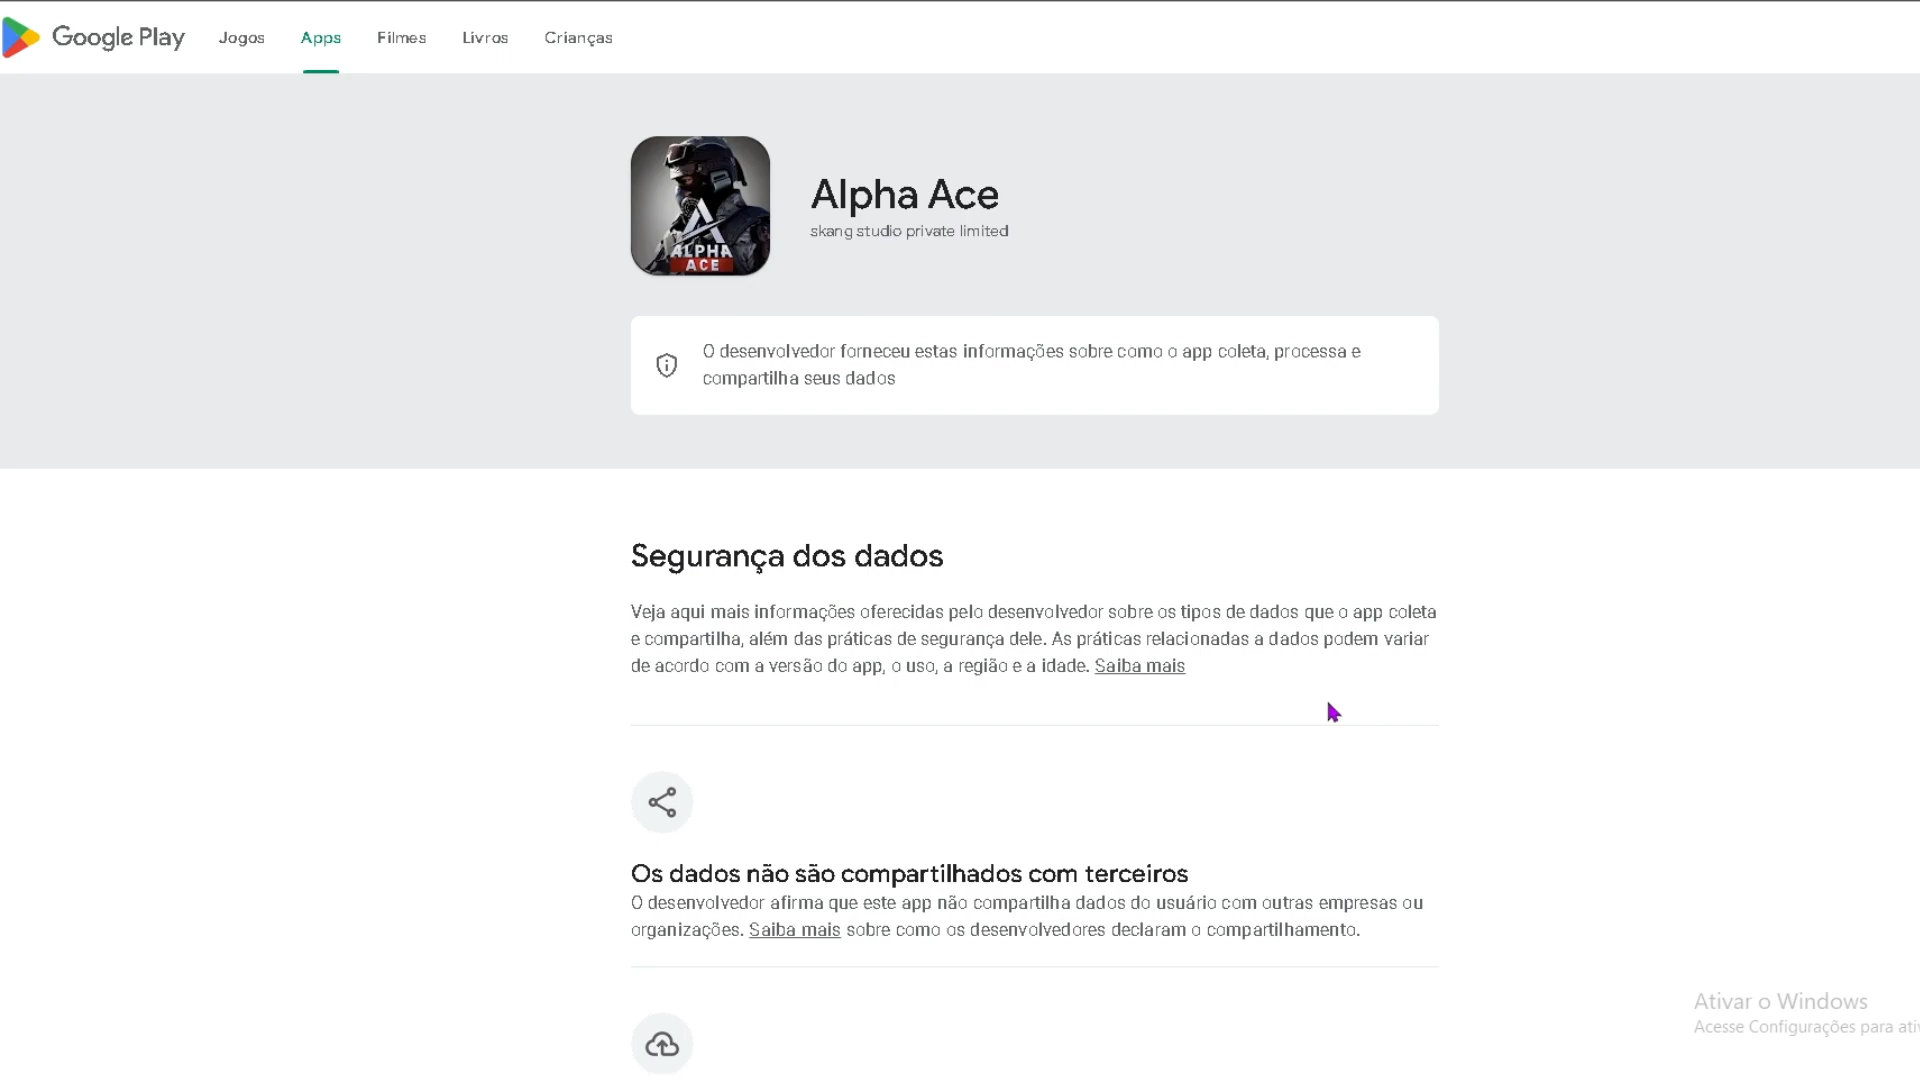 Google Play Jogos Apps Filmes Livros Crianças
ALPHA
ACE
Alpha Ace
skang studio private limited
O desenvolvedor forneceu estas informações sobre como o app coleta, processa e
compartilha seus dados
Segurança dos dados
Veja aqui mais informações oferecidas pelo desenvolvedor sobre os tipos de dados que o app coleta
e compartilha, além das práticas de segurança dele. As práticas relacionadas a dados podem variar
de acordo com a versão do app, o uso, a região e a idade. Saiba mais
Os dados não são compartilhados com terceiros
O desenvolvedor afirma que este app não compartilha dados do usuário com outras empresas ou
organizações. Saiba mais sobre como os desenvolvedores declaram o compartilhamento.
Ativar o Windows
Acesse Configurações para ativ